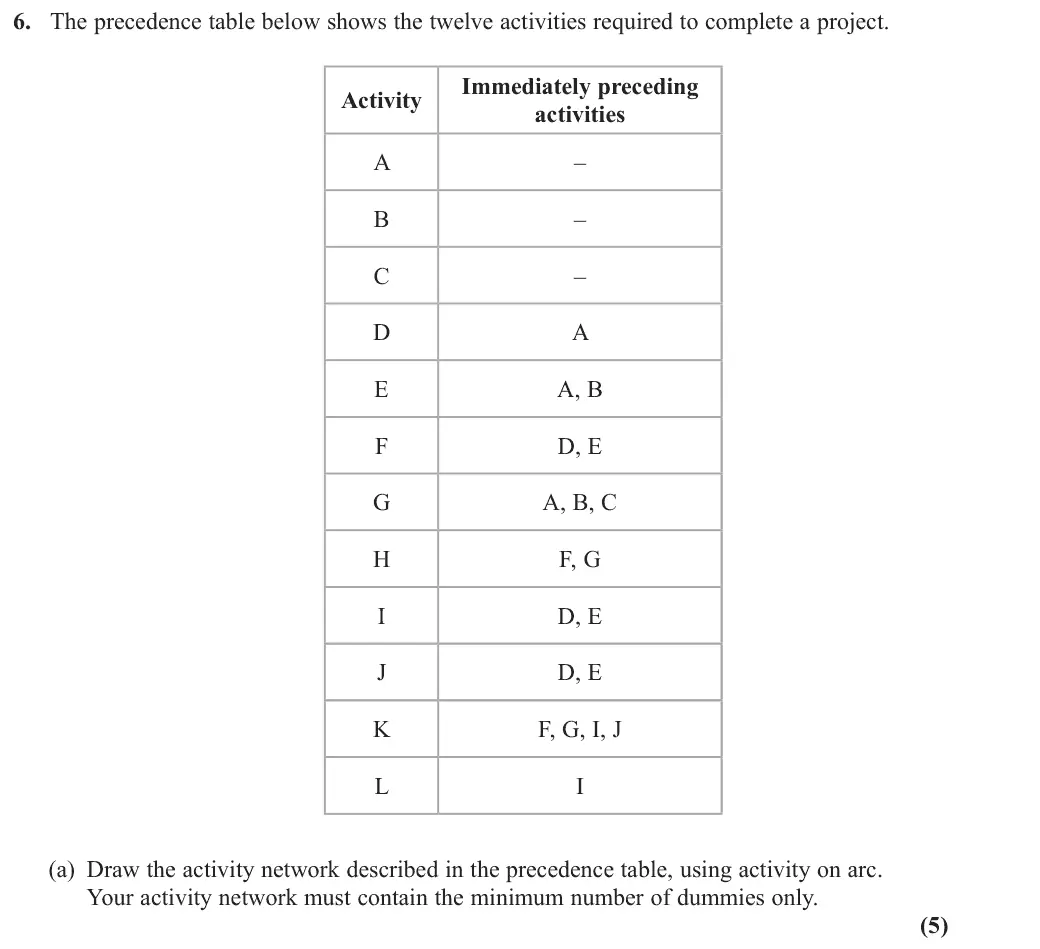 6. The precedence table below shows the twelve activities required to complete a project.
Activity Immediately preceding
activities
A –
B –
C –
D A
E A, B
F D, E
G A, B, C
H F, G
I D, E
J D, E
K F, G, I, J
L I
(a) Draw the activity network described in the precedence table, using activity on arc.
Your activity network must contain the minimum number of dummies only.
(5)